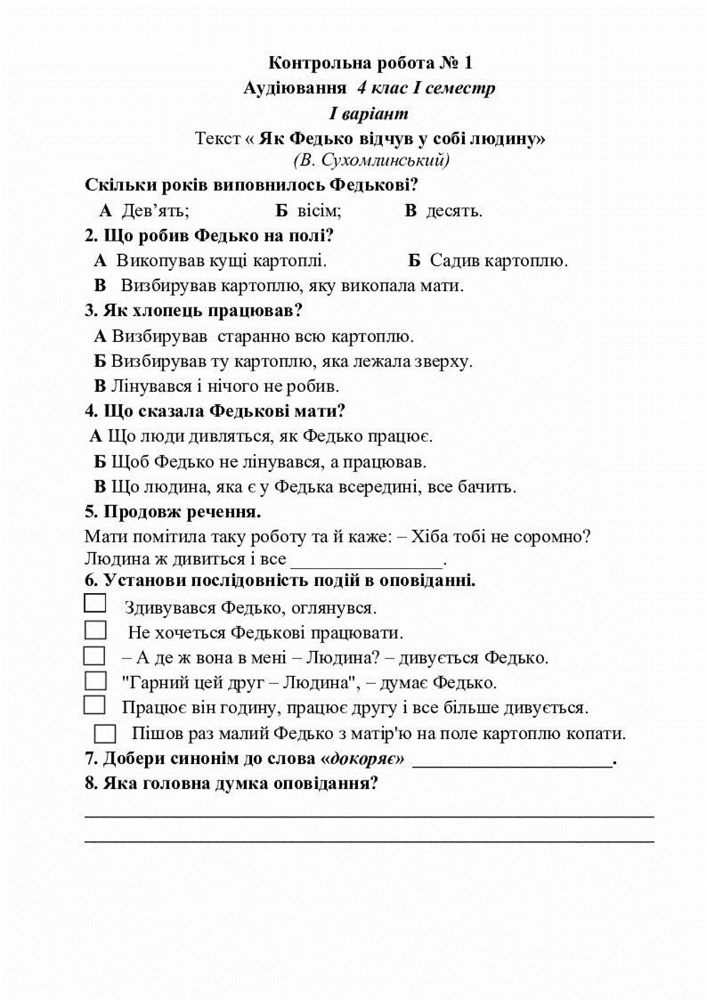 Контрольна робота № 1
Аудіювання 4 клас І семестр
І варіант
Текст « Як Федько відчув у собі людину»
(В. Сухомлинський)
Скільки років виповнилось Федькові?
А Дев’ять; Б вісім; В десять.
2. Що робив Федько на полі?
А Викопував кущі картоплі. Б Садив картоплю.
В Визбирував картоплю, яку викопала мати.
3. Як хлопець працював?
А Визбирував старанно всю картоплю.
Б Визбирував ту картоплю, яка лежала зверху.
В Лінувався і нічого не робив.
4. Що сказала Федькові мати?
А Що люди дивляться, як Федько працює.
Б Щоб Федько не лінувався, а працював.
В Що людина, яка є у Федька всередині, все бачить.
5. Продовж речення.
Мати помітила таку роботу та й каже: – Хіба тобі не соромно?
Людина ж дивиться і все ________________.
6. Установи послідовність подій в оповіданні.
Здивувався Федько, оглянувся.
Не хочеться Федькові працювати.
– А де ж вона в мені – Людина? – дивується Федько.
"Гарний цей друг – Людина", – думає Федько.
Працює він годину, працює другу і все більше дивується.
Пішов раз малий Федько з матір'ю на поле картоплю копати.
7. Добери синонім до слова «докоряє» _____________________.
8. Яка головна думка оповідання?